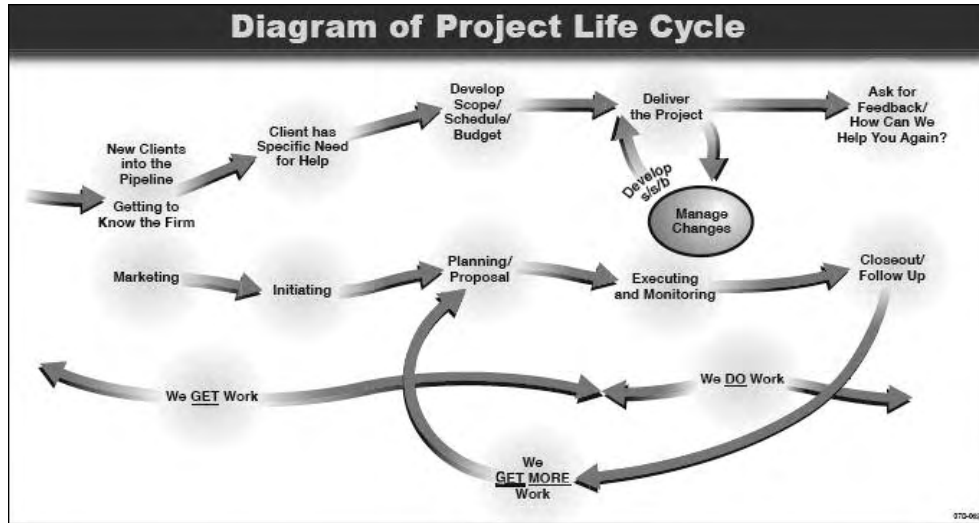 Diagram of Project Life Cycle
New Clients
into the
Pipeline
Getting to
Know the Firm
Client has
Specific Need
for Help
Develop
Scope/
Schedule/
Budget
Deliver
the Project
Ask for
Feedback/
How Can We
Help You Again?
Develop
s/s/b
Manage
Changes
Marketing
Initiating
Planning/
Proposal
Executing
and Monitoring
Closeout/
Follow Up
We GET Work
We DO Work
We
GET MORE
Work